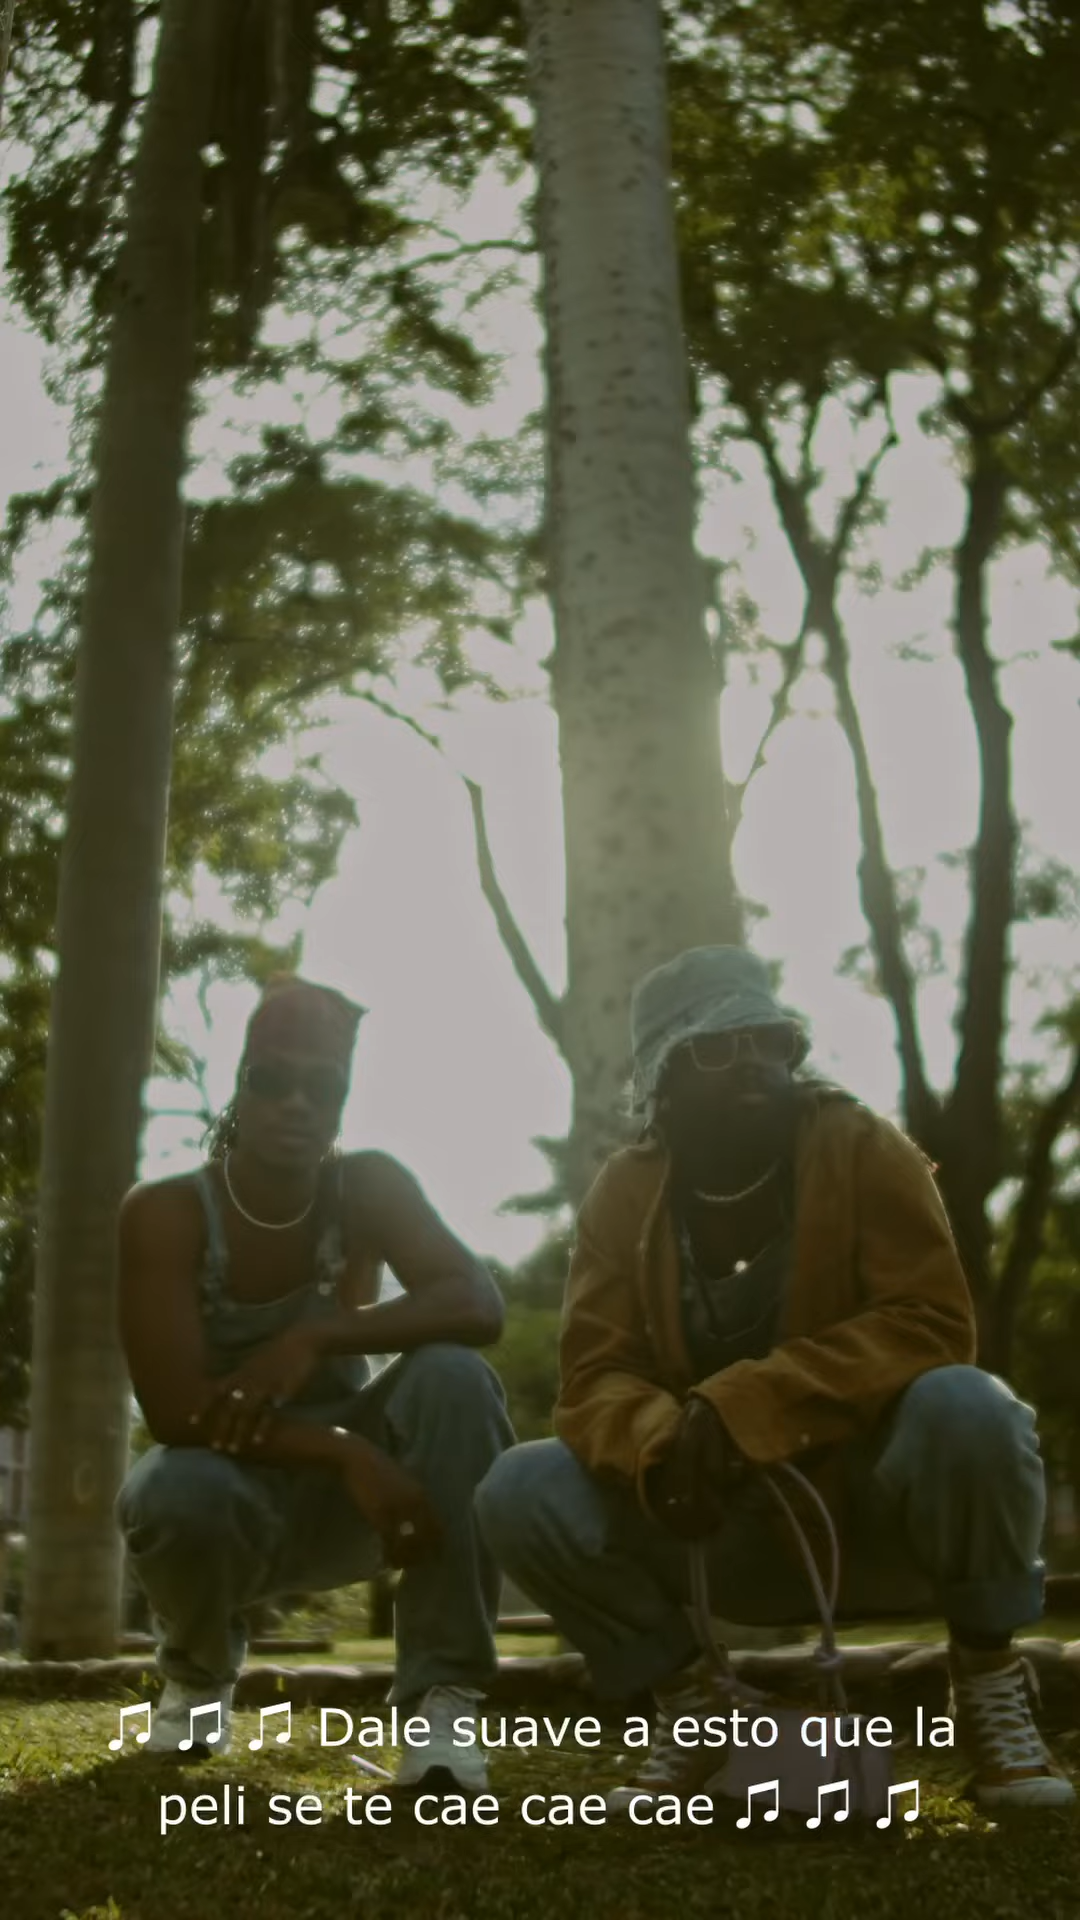 ♫ ♫ ♫ Dale suave a esto que la
peli se te cae cae cae ♫ ♫ ♫